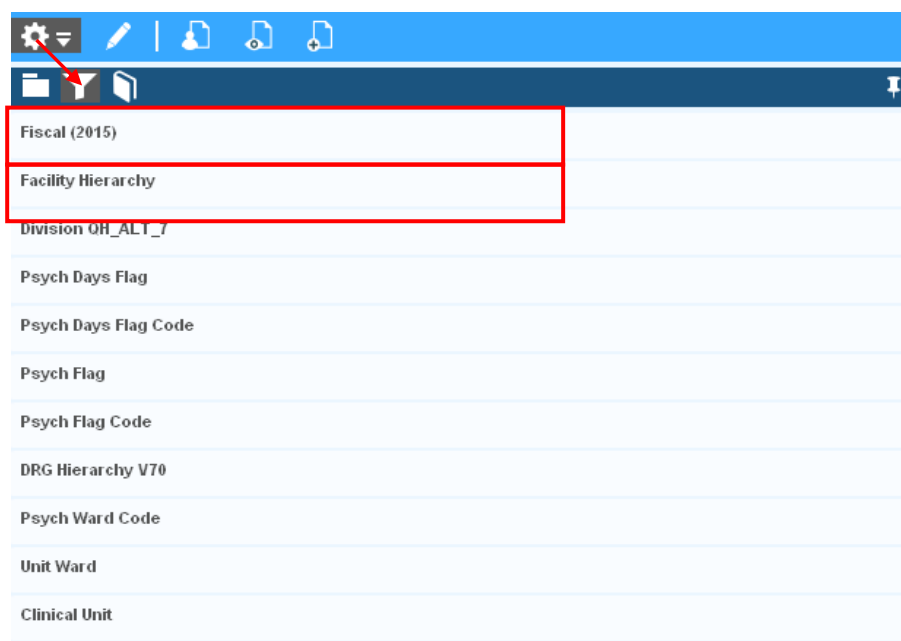 Fiscal (2015)
Facility Hierarchy
Division QH_ALT_7
Psych Days Flag
Psych Days Flag Code
Psych Flag
Psych Flag Code
DRG Hierarchy V70
Psych Ward Code
Unit Ward
Clinical Unit